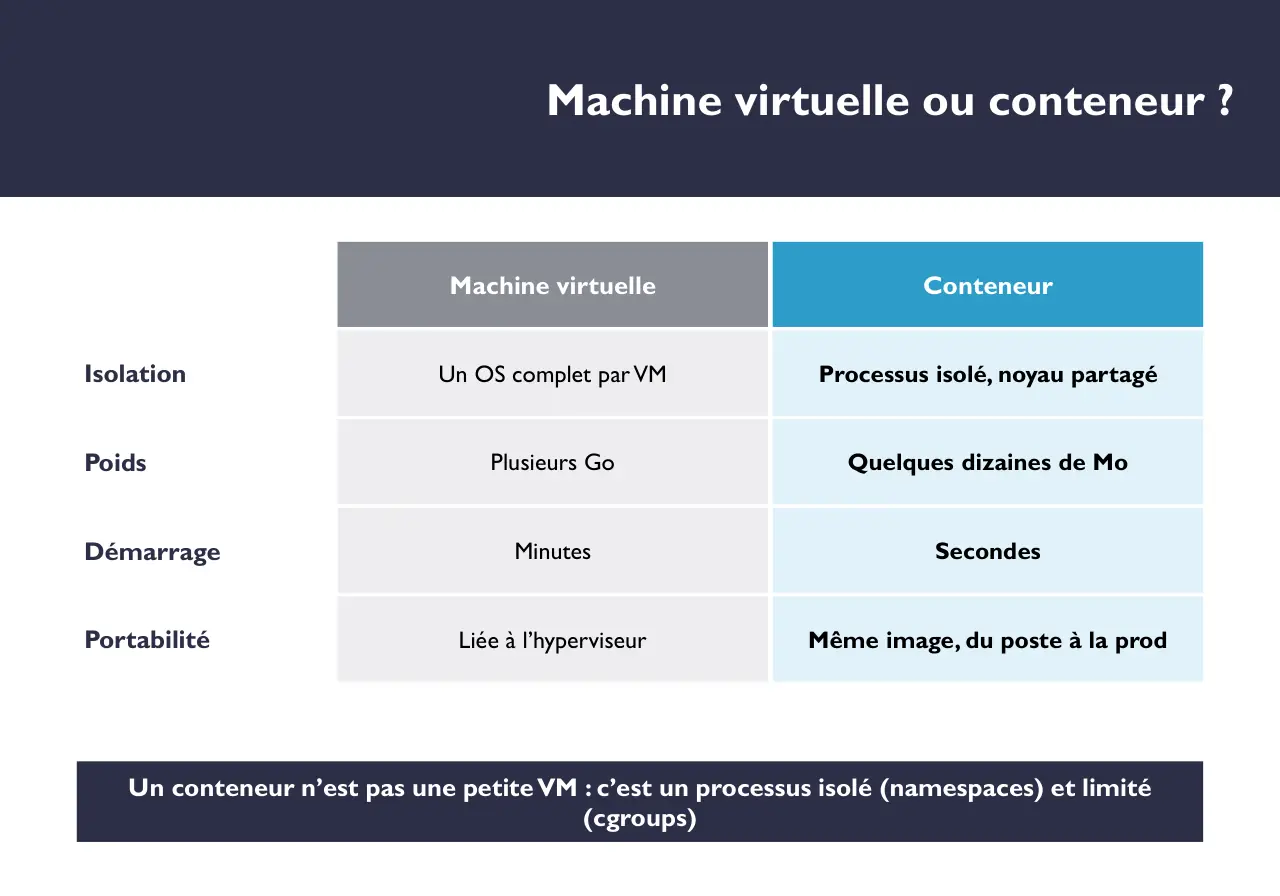 Machine virtuelle ou conteneur ?
Machine virtuelle
Conteneur
Isolation
Un OS complet par VM
Processus isolé, noyau partagé
Poids
Plusieurs Go
Quelques dizaines de Mo
Démarrage
Minutes
Secondes
Portabilité
Liée à l’hyperviseur
Même image, du poste à la prod
Un conteneur n’est pas une petite VM : c’est un processus isolé (namespaces) et limité
(cgroups)